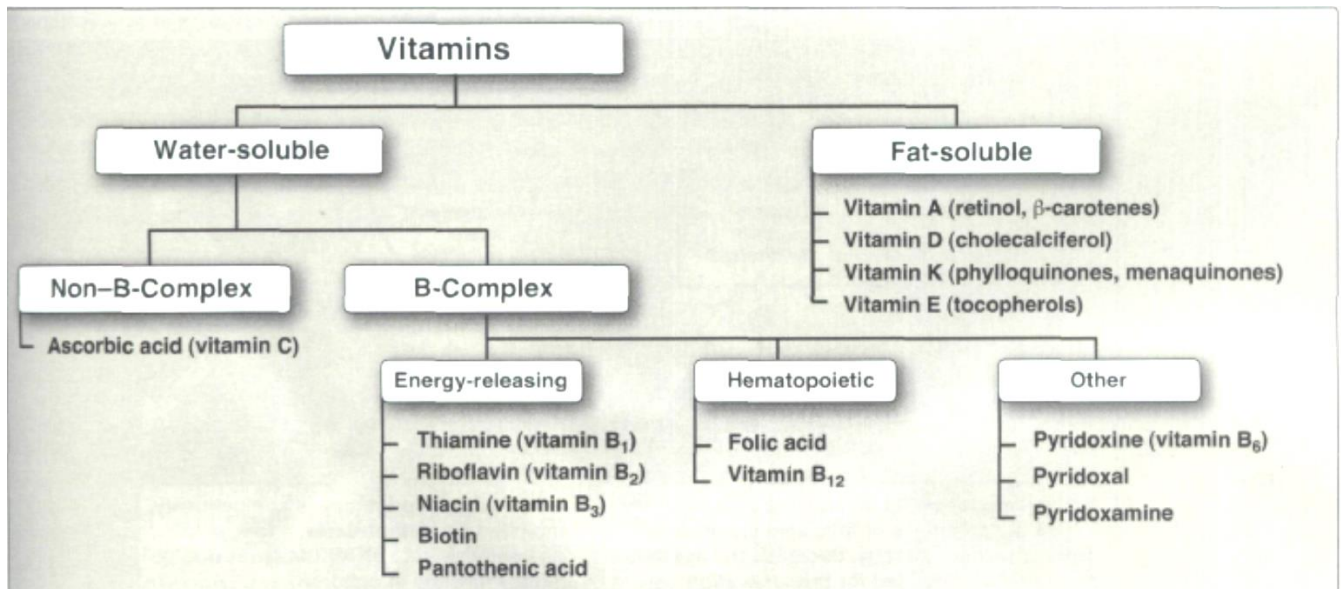 Vitamins
Water-soluble
Fat-soluble
Vitamin A (retinol, β-carotenes)
Vitamin D (cholecalciferol)
Vitamin K (phylloquinones, menaquinones)
Vitamin E (tocopherols)
Non–B-Complex
Ascorbic acid (vitamin C)
B-Complex
Energy-releasing
Thiamine (vitamin B₁)
Riboflavin (vitamin B₂)
Niacin (vitamin B₃)
Biotin
Pantothenic acid
Hematopoietic
Folic acid
Vitamin B₁₂
Other
Pyridoxine (vitamin B₆)
Pyridoxal
Pyridoxamine